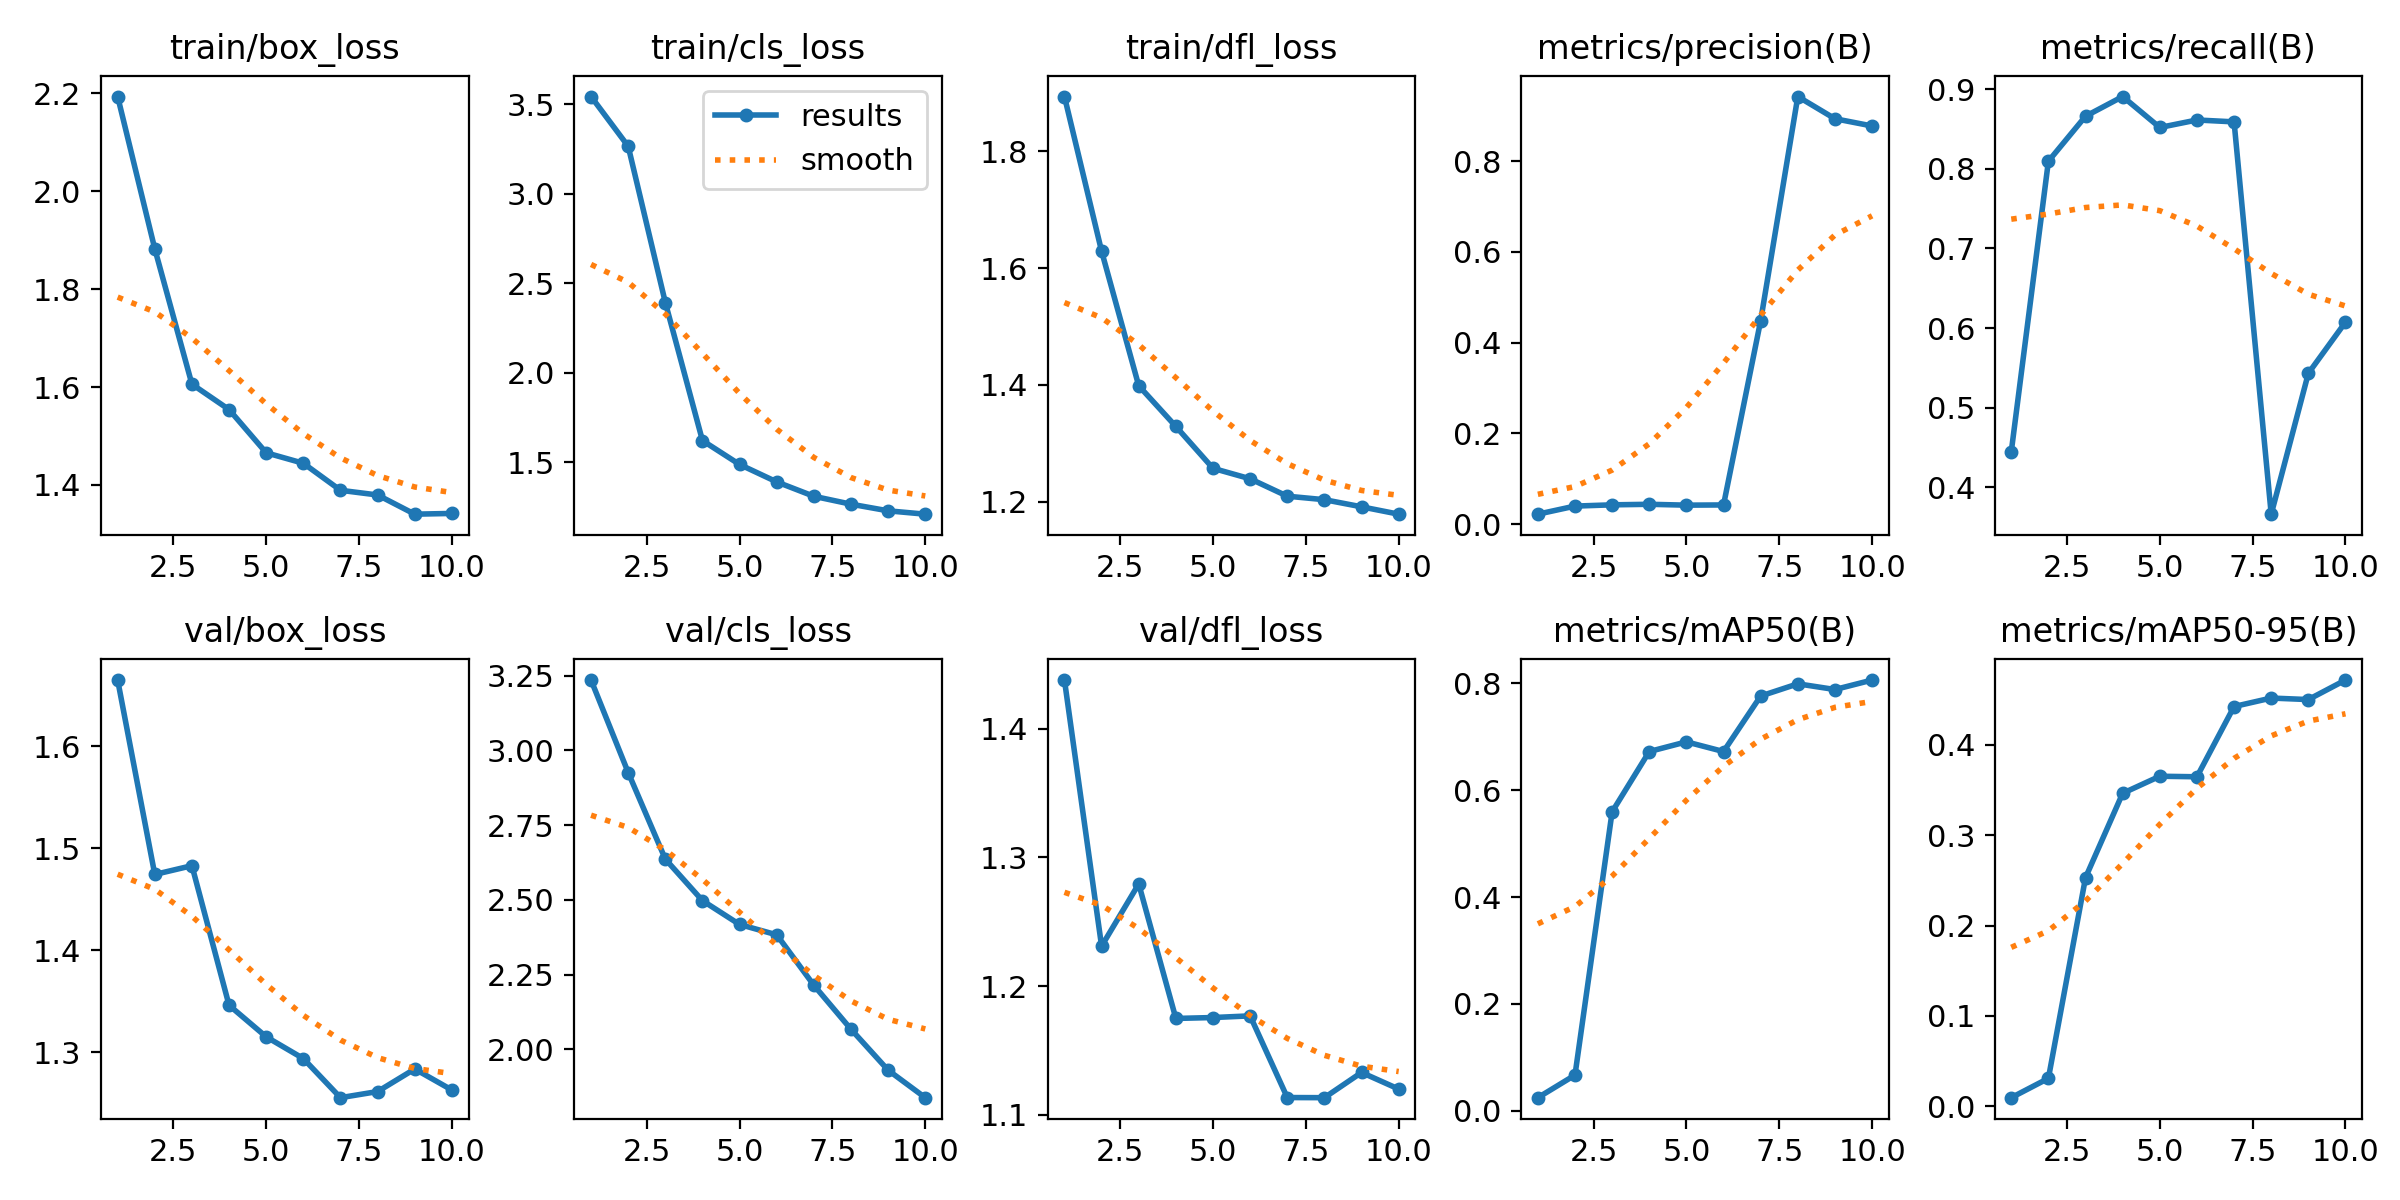 train/box_loss
2.2
2.0
1.8
1.6
1.4
2.5 5.0 7.5 10.0
train/cls_loss
results
smooth
3.5
3.0
2.5
2.0
1.5
2.5 5.0 7.5 10.0
train/dfl_loss
1.8
1.6
1.4
1.2
2.5 5.0 7.5 10.0
metrics/precision(B)
0.8
0.6
0.4
0.2
0.0
2.5 5.0 7.5 10.0
metrics/recall(B)
0.9
0.8
0.7
0.6
0.5
0.4
2.5 5.0 7.5 10.0
val/box_loss
1.6
1.5
1.4
1.3
2.5 5.0 7.5 10.0
val/cls_loss
3.25
3.00
2.75
2.50
2.25
2.00
2.5 5.0 7.5 10.0
val/dfl_loss
1.4
1.3
1.2
1.1
2.5 5.0 7.5 10.0
metrics/mAP50(B)
0.8
0.6
0.4
0.2
0.0
2.5 5.0 7.5 10.0
metrics/mAP50-95(B)
0.4
0.3
0.2
0.1
0.0
2.5 5.0 7.5 10.0